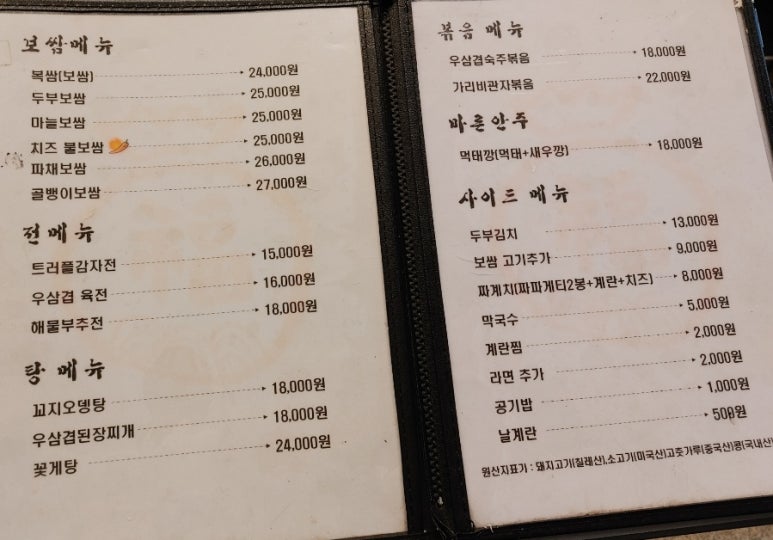 보쌈메뉴
복쌈(보쌈) 24,000원
두부보쌈 25,000원
마늘보쌈 25,000원
치즈 불보쌈 25,000원
파채보쌈 26,000원
골뱅이보쌈 27,000원
전메뉴
트러플감자전 15,000원
우삼겹 육전 16,000원
해물부추전 18,000원
탕 메뉴
꼬지오뎅탕 18,000원
우삼겹된장찌개 18,000원
꽃게탕 24,000원
볶음 메뉴
우삼겹숙주볶음 18,000원
가리비관자볶음 22,000원
마른안주
먹태깡(먹태+새우깡) 18,000원
사이드 메뉴
두부김치 13,000원
보쌈 고기추가 9,000원
짜계치(짜파게티2봉+계란+치즈) 8,000원
막국수 5,000원
계란찜 2,000원
라면 추가 2,000원
공기밥 1,000원
날계란 500원
원산지표기 : 돼지고기(칠레산),소고기(미국산)고춧가루(중국산)콩(국내산